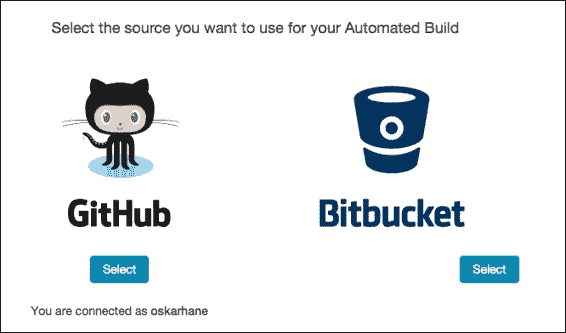 Select the source you want to use for your Automated Build
GitHub
Bitbucket
Select
Select
You are connected as oskarhane